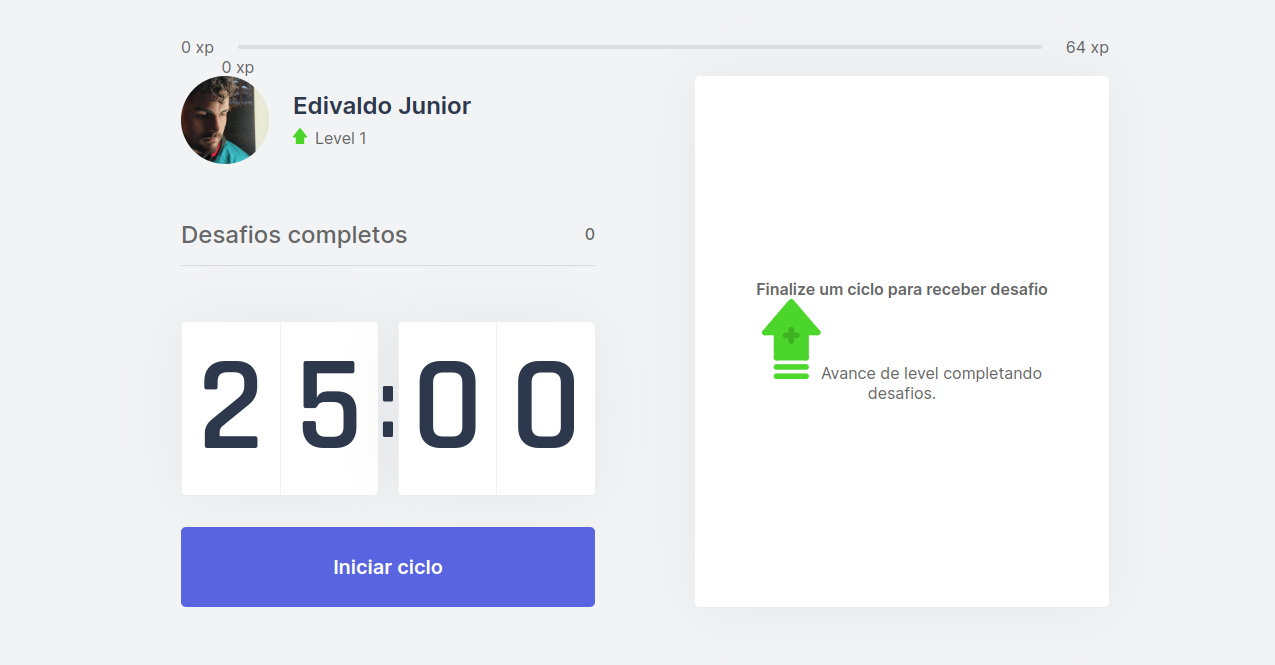 0 xp
64 xp
0 xp
Edivaldo Junior
Level 1
Desafios completos
0
25:00
Iniciar ciclo
Finalize um ciclo para receber desafio
Avance de level completando
desafios.